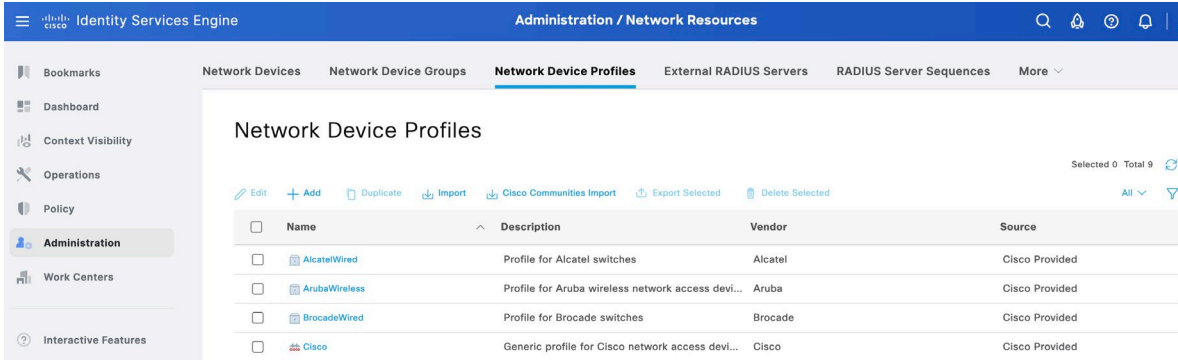 cisco Identity Services Engine Administration / Network Resources
Bookmarks
Dashboard
Context Visibility
Operations
Policy
Administration
Work Centers
Interactive Features
Network Devices Network Device Groups Network Device Profiles External RADIUS Servers RADIUS Server Sequences More
Network Device Profiles
Selected 0 Total 9
Edit Add Duplicate Import Cisco Communities Import Export Selected Delete Selected All
Name Description Vendor Source
AlcatelWired Profile for Alcatel switches Alcatel Cisco Provided
ArubaWireless Profile for Aruba wireless network access devi... Aruba Cisco Provided
BrocadeWired Profile for Brocade switches Brocade Cisco Provided
Cisco Generic profile for Cisco network access devi... Cisco Cisco Provided